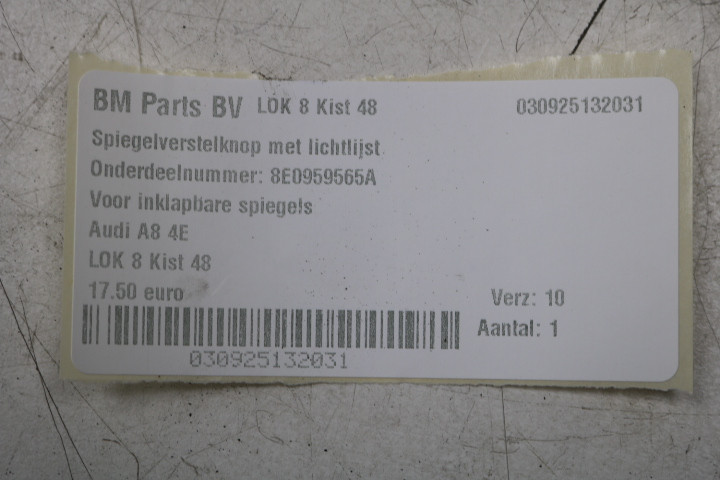 BM Parts BV LOK 8 Kist 48 030925132031
Spiegelverstelknop met lichtlijst
Onderdeelnummer: 8E0959565A
Voor inklapbare spiegels
Audi A8 4E
LOK 8 Kist 48
17.50 euro
Verz: 10
Aantal: 1
030925132031